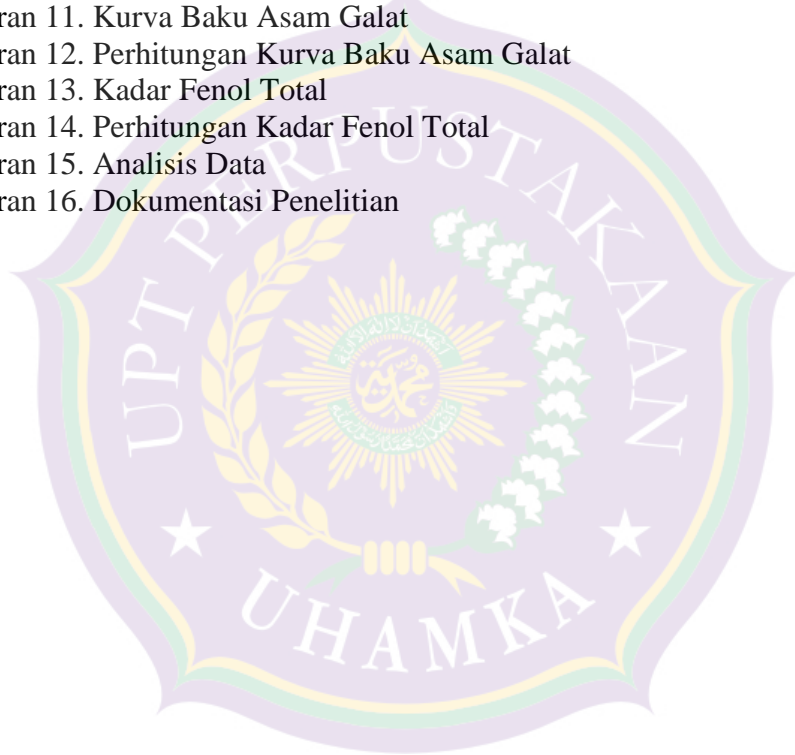 ran 11. Kurva Baku Asam Galat
ran 12. Perhitungan Kurva Baku Asam Galat
ran 13. Kadar Fenol Total
ran 14. Perhitungan Kadar Fenol Total
ran 15. Analisis Data
ran 16. Dokumentasi Penelitian
UPT PERPUSTAKAAN
UHAMKA